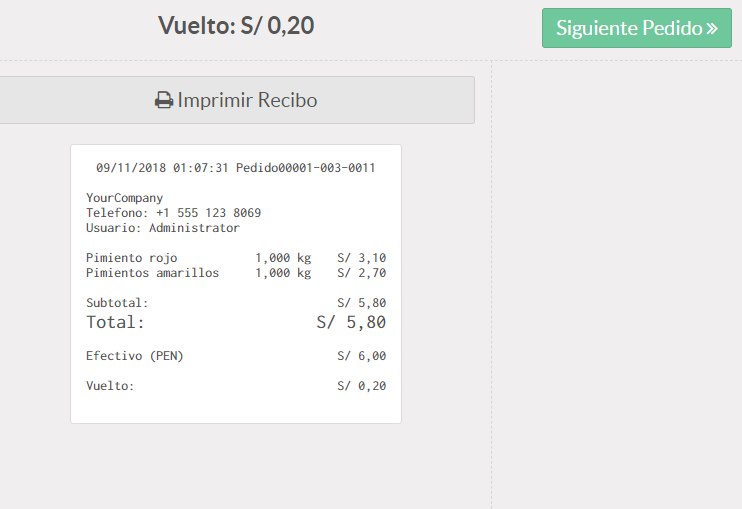 Vuelto: S/ 0,20
Siguiente Pedido »
Imprimir Recibo
09/11/2018 01:07:31 Pedido00001-003-0011
YourCompany
Telefono: +1 555 123 8069
Usuario: Administrator
Pimiento rojo 1,000 kg S/ 3,10
Pimientos amarillos 1,000 kg S/ 2,70
Subtotal: S/ 5,80
Total: S/ 5,80
Efectivo (PEN) S/ 6,00
Vuelto: S/ 0,20